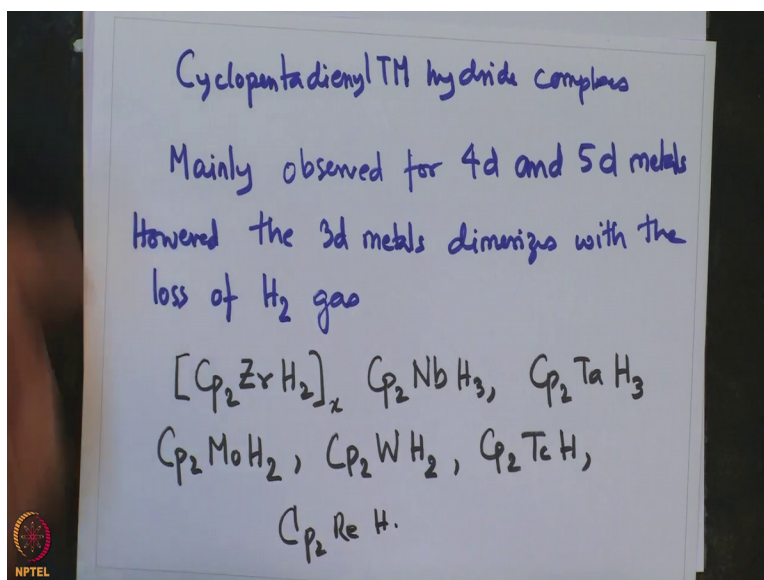 Cyclopentadienyl TM hydride complexes
Mainly observed for 4d and 5d metals
Howered the 3d metals dimerizes with the
loss of H₂ gas
[Cp₂ZrH₂]ₓ Cp₂NbH₃, Cp₂TaH₃
Cp₂MoH₂, Cp₂WH₂, Cp₂TcH,
Cp₂ReH.
NPTEL